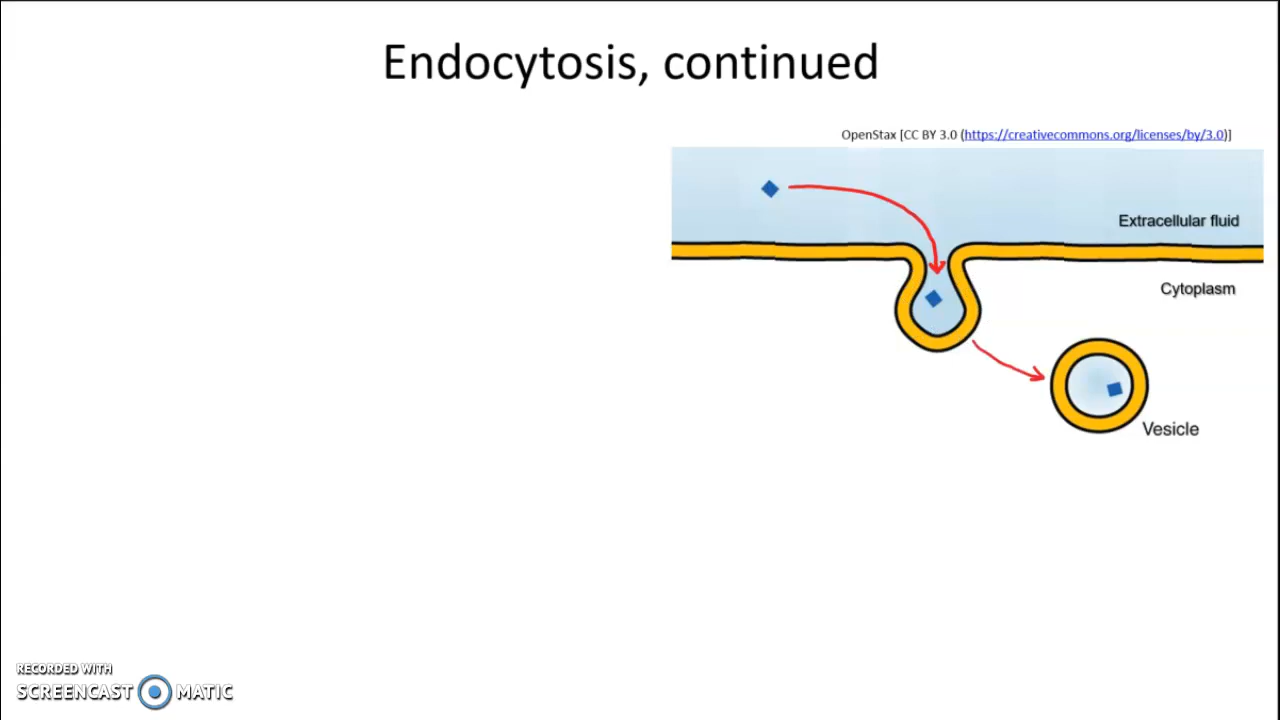 Endocytosis, continued
OpenStax [CC BY 3.0 (https://creativecommons.org/licenses/by/3.0)]
Extracellular fluid
Cytoplasm
Vesicle
RECORDED WITH
SCREENCAST MATIC